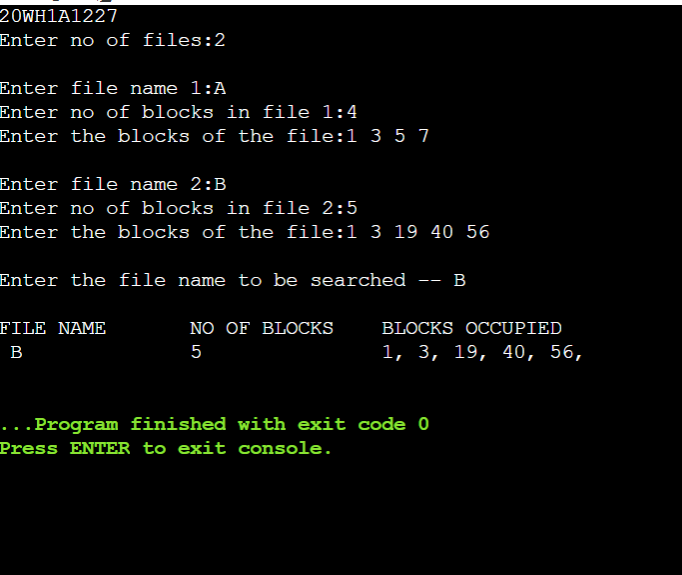 20WH1A1227
Enter no of files:2
Enter file name 1:A
Enter no of blocks in file 1:4
Enter the blocks of the file:1 3 5 7
Enter file name 2:B
Enter no of blocks in file 2:5
Enter the blocks of the file:1 3 19 40 56
Enter the file name to be searched -- B
FILE NAME NO OF BLOCKS BLOCKS OCCUPIED
B 5 1, 3, 19, 40, 56,
...Program finished with exit code 0
Press ENTER to exit console.